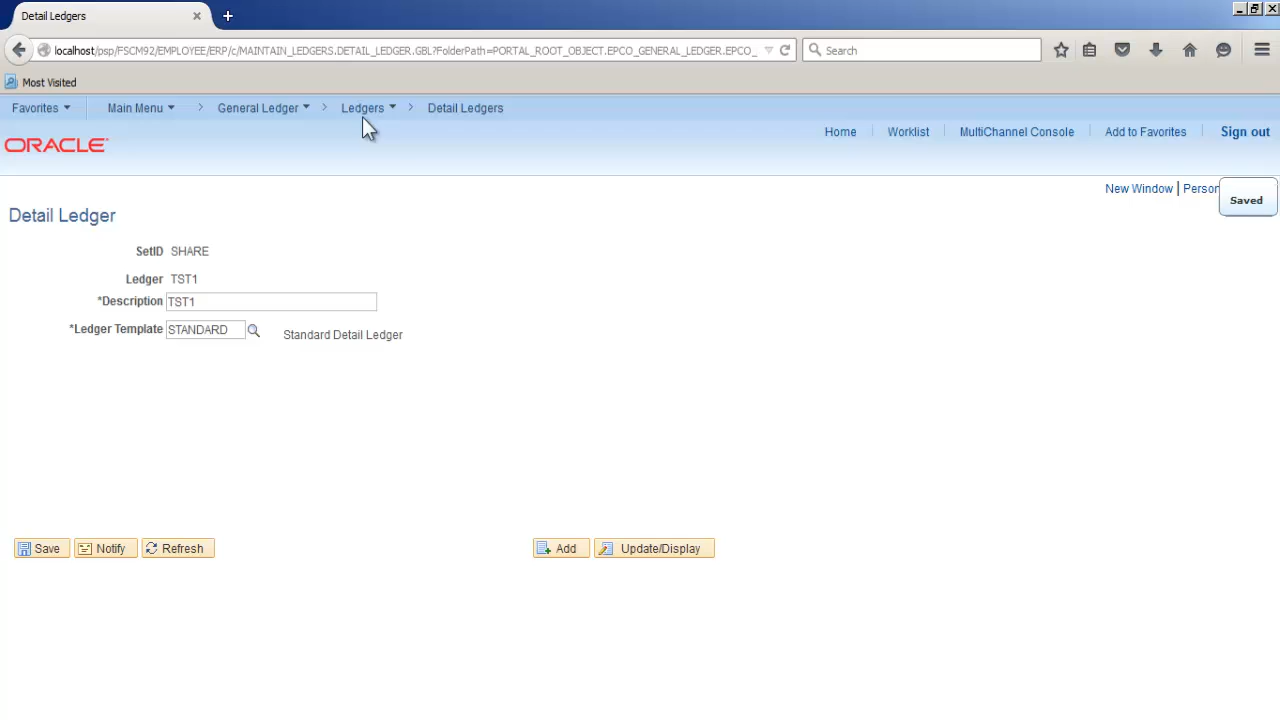 Detail Ledgers
localhost/psp/FSCM92/EMPLOYEE/ERP/c/MAINTAIN_LEDGERS.DETAIL_LEDGER.GBL?FolderPath=PORTAL_ROOT_OBJECT.EPCO_GENERAL_LEDGER.EPCO_
Search
Most Visited
Favorites Main Menu General Ledger Ledgers Detail Ledgers
Home Worklist MultiChannel Console Add to Favorites Sign out
ORACLE
New Window | Person
Saved
Detail Ledger
SetID SHARE
Ledger TST1
*Description TST1
*Ledger Template STANDARD Standard Detail Ledger
Save Notify Refresh Add Update/Display